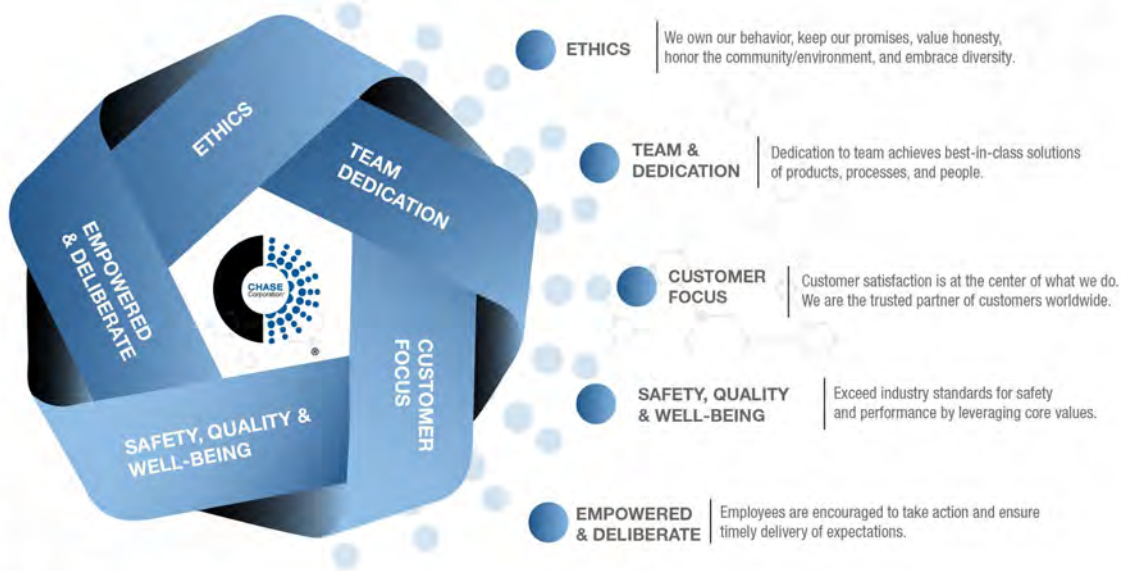 ETHICS
TEAM
DEDICATION
CUSTOMER
FOCUS
SAFETY, QUALITY &
WELL-BEING
EMPOWERED
& DELIBERATE
CHASE
Corporation
®
ETHICS
We own our behavior, keep our promises, value honesty,
honor the community/environment, and embrace diversity.
TEAM &
DEDICATION
Dedication to team achieves best-in-class solutions
of products, processes, and people.
CUSTOMER
FOCUS
Customer satisfaction is at the center of what we do.
We are the trusted partner of customers worldwide.
SAFETY, QUALITY
& WELL-BEING
Exceed industry standards for safety
and performance by leveraging core values.
EMPOWERED
& DELIBERATE
Employees are encouraged to take action and ensure
timely delivery of expectations.